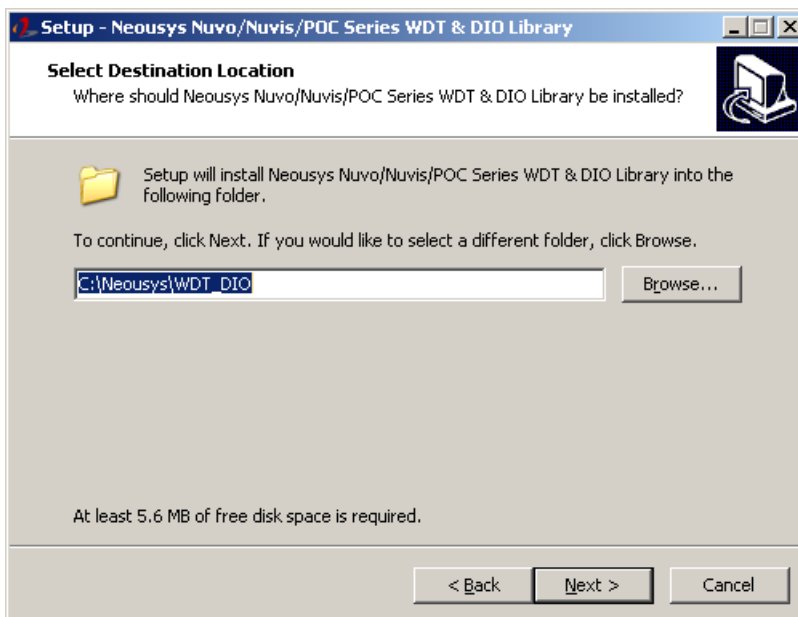 Setup - Neousys Nuvo/Nuvis/POC Series WDT & DIO Library
Select Destination Location
Where should Neousys Nuvo/Nuvis/POC Series WDT & DIO Library be installed?
Setup will install Neousys Nuvo/Nuvis/POC Series WDT & DIO Library into the
following folder.
To continue, click Next. If you would like to select a different folder, click Browse.
C:\Neousys\WDT_DIO
Browse...
At least 5.6 MB of free disk space is required.
< Back
Next >
Cancel